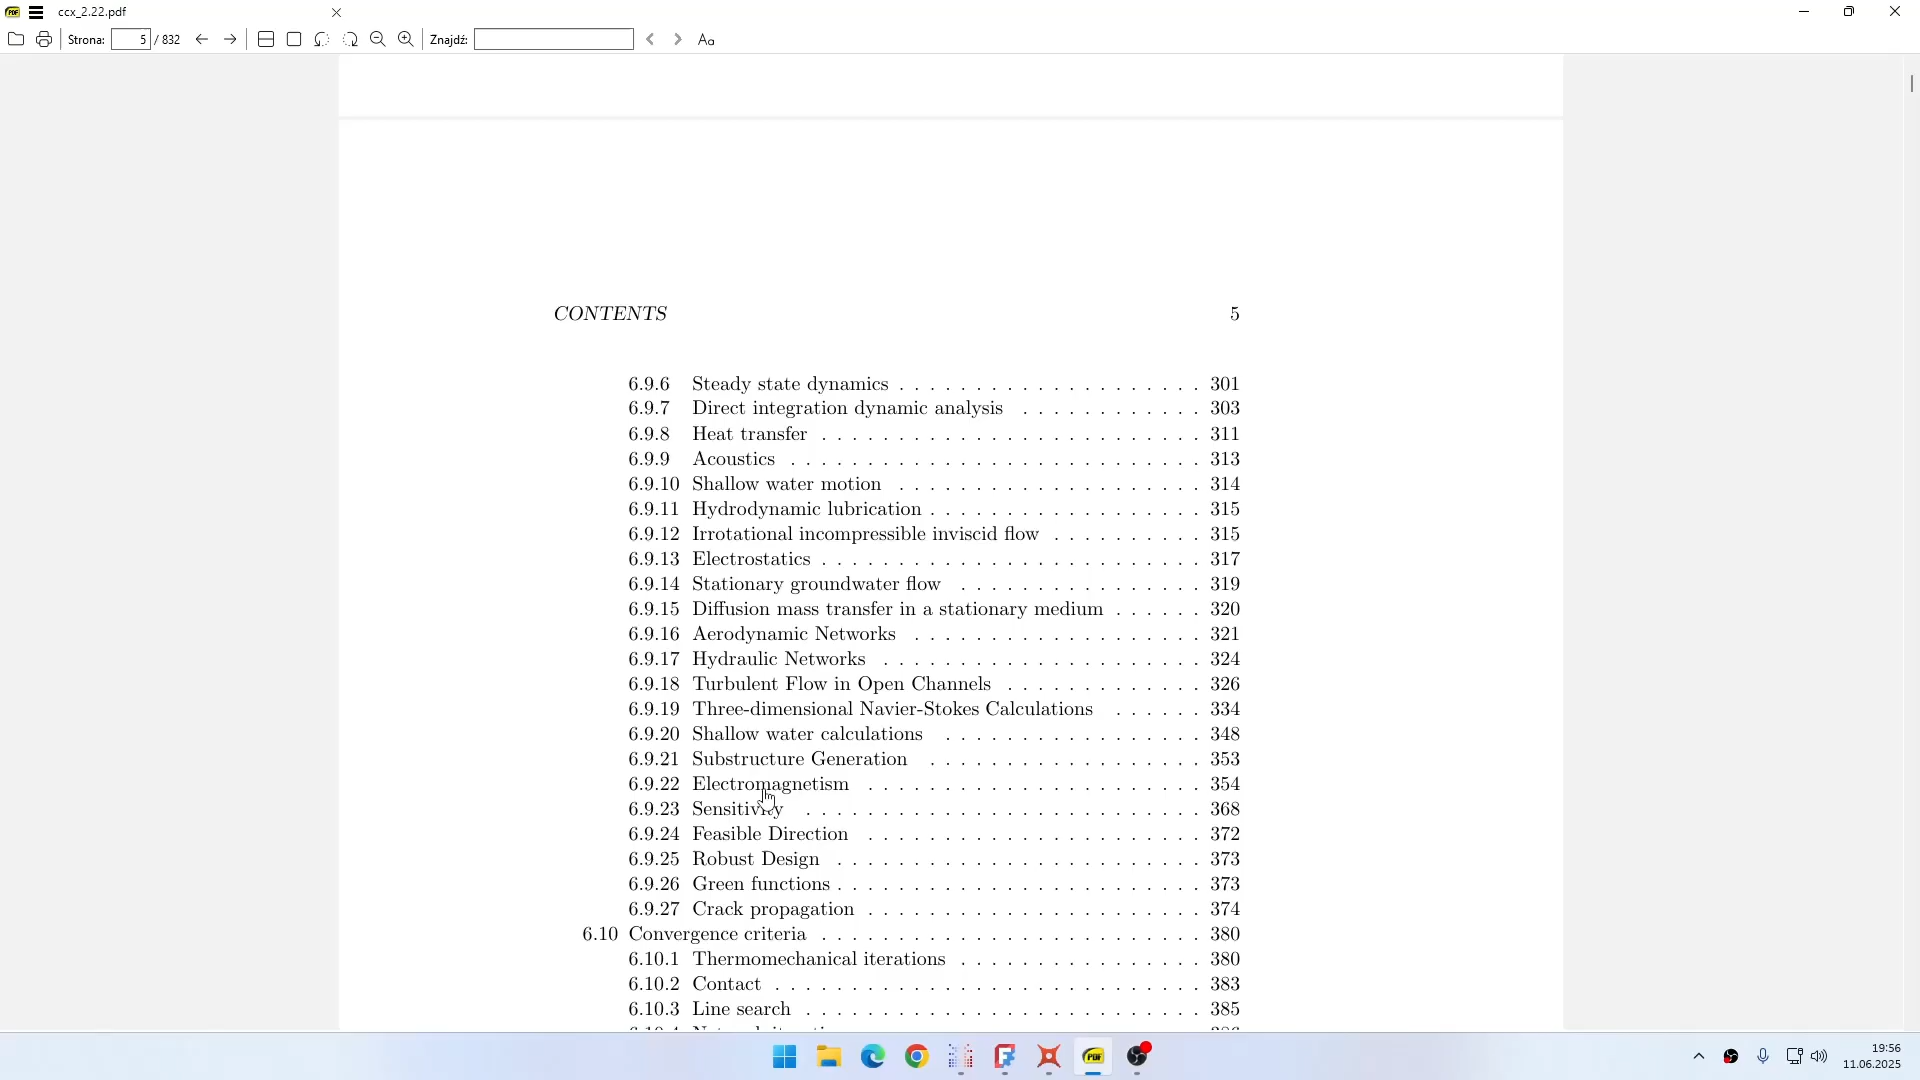 ccx_2.22.pdf
Strona: 5 / 832 Znajdź: Aa
CONTENTS 5
6.9.6 Steady state dynamics . . . . . . . . . . . . . . . . . . . . 301
6.9.7 Direct integration dynamic analysis . . . . . . . . . . . . 303
6.9.8 Heat transfer . . . . . . . . . . . . . . . . . . . . . . . . . 311
6.9.9 Acoustics . . . . . . . . . . . . . . . . . . . . . . . . . . . 313
6.9.10 Shallow water motion . . . . . . . . . . . . . . . . . . . . 314
6.9.11 Hydrodynamic lubrication . . . . . . . . . . . . . . . . . . 315
6.9.12 Irrotational incompressible inviscid flow . . . . . . . . . . 315
6.9.13 Electrostatics . . . . . . . . . . . . . . . . . . . . . . . . . 317
6.9.14 Stationary groundwater flow . . . . . . . . . . . . . . . . 319
6.9.15 Diffusion mass transfer in a stationary medium . . . . . . 320
6.9.16 Aerodynamic Networks . . . . . . . . . . . . . . . . . . . 321
6.9.17 Hydraulic Networks . . . . . . . . . . . . . . . . . . . . . 324
6.9.18 Turbulent Flow in Open Channels . . . . . . . . . . . . . 326
6.9.19 Three-dimensional Navier-Stokes Calculations . . . . . . 334
6.9.20 Shallow water calculations . . . . . . . . . . . . . . . . . 348
6.9.21 Substructure Generation . . . . . . . . . . . . . . . . . . 353
6.9.22 Electromagnetism . . . . . . . . . . . . . . . . . . . . . . 354
6.9.23 Sensitivity . . . . . . . . . . . . . . . . . . . . . . . . . . 368
6.9.24 Feasible Direction . . . . . . . . . . . . . . . . . . . . . . 372
6.9.25 Robust Design . . . . . . . . . . . . . . . . . . . . . . . . 373
6.9.26 Green functions . . . . . . . . . . . . . . . . . . . . . . . . 373
6.9.27 Crack propagation . . . . . . . . . . . . . . . . . . . . . . 374
6.10 Convergence criteria . . . . . . . . . . . . . . . . . . . . . . . . . 380
6.10.1 Thermomechanical iterations . . . . . . . . . . . . . . . . 380
6.10.2 Contact . . . . . . . . . . . . . . . . . . . . . . . . . . . . 383
6.10.3 Line search . . . . . . . . . . . . . . . . . . . . . . . . . . 385
PDF
19:56
11.06.2025